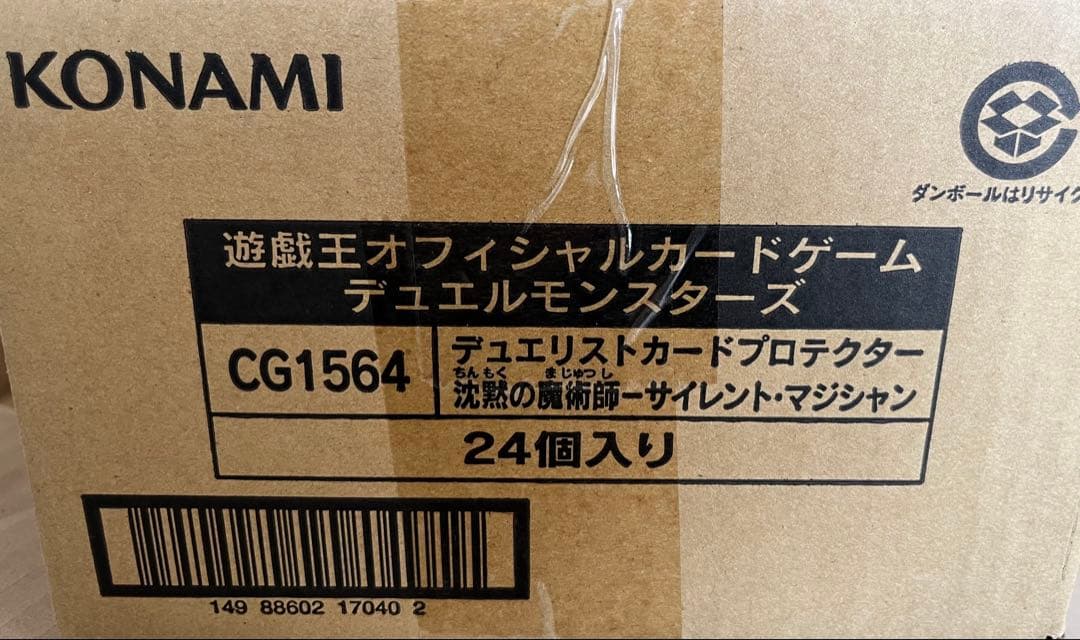 KONAMI
ダンボールはリサイク
遊戯王オフィシャルカードゲーム
デュエルモンスターズ
CG1564
デュエリストカードプロテクター
ちんもく まじゅつし
沈黙の魔術師－サイレント・マジシャン
24個入り
149 88602 17040 2